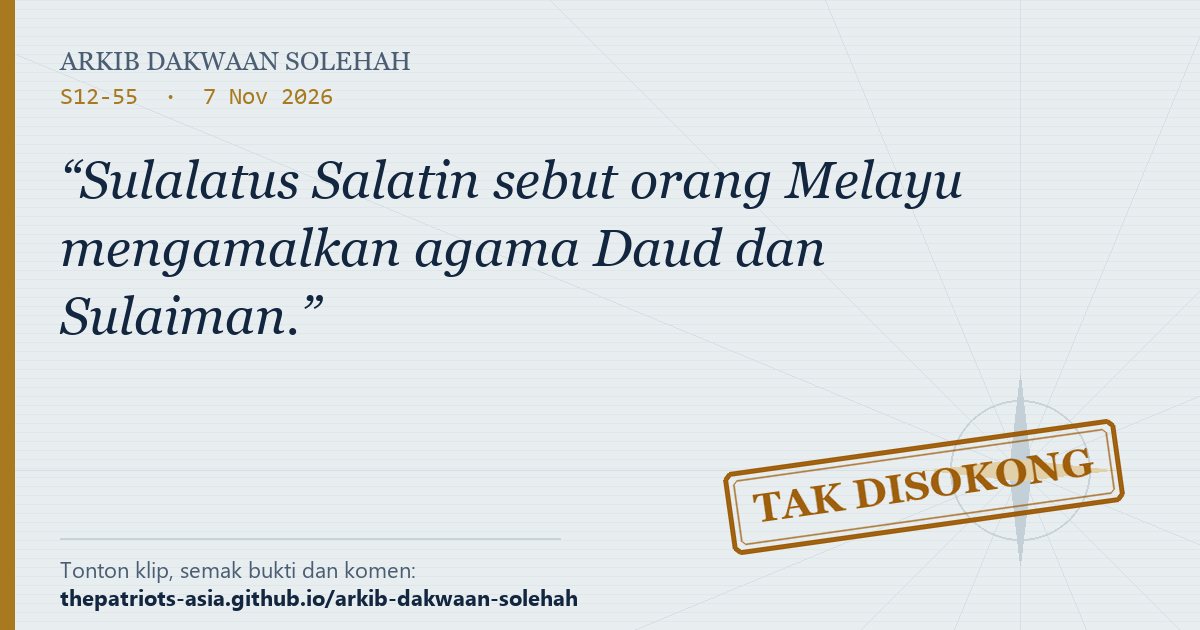 ARKIB DAKWAAN SOLEHAH
S12-55 · 7 Nov 2026
“Sulalatus Salatin sebut orang Melayu
mengamalkan agama Daud dan
Sulaiman.”
TAK DISOKONG
Tonton klip, semak bukti dan komen:
thepatriots-asia.github.io/arkib-dakwaan-solehah